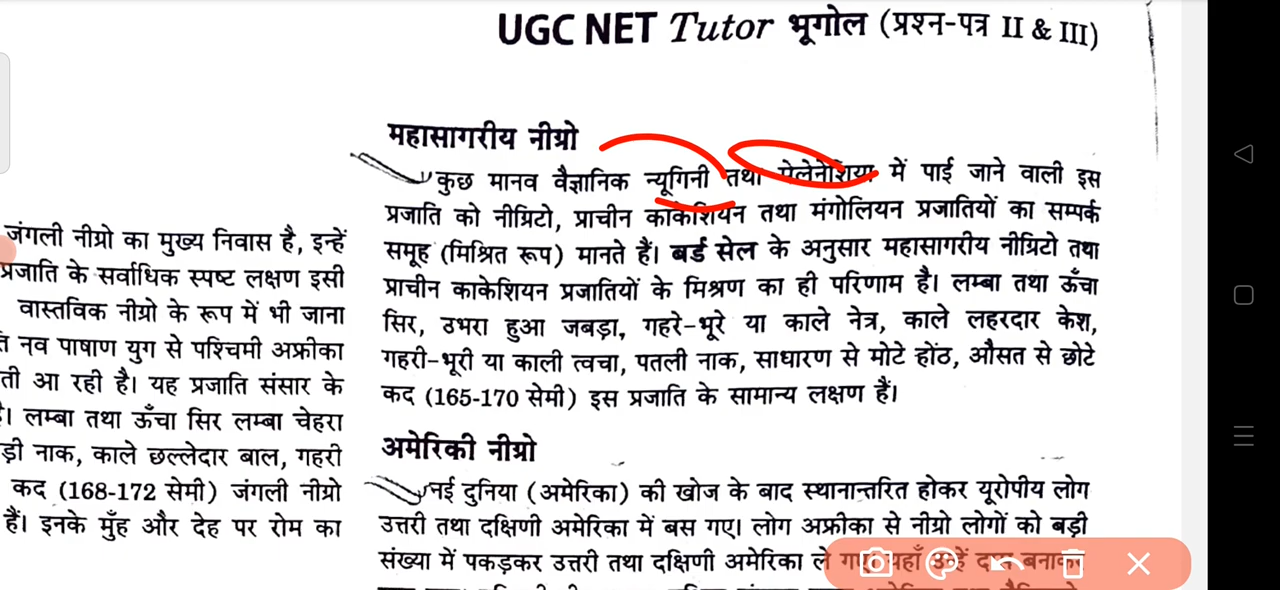 UGC NET Tutor भूगोल (प्रश्न-पत्र II & III)
जंगली नीग्रो का मुख्य निवास है, इन्हें
प्रजाति के सर्वाधिक स्पष्ट लक्षण इसी
वास्तविक नीग्रो के रूप में भी जाना
नव पाषाण युग से पश्चिमी अफ्रीका
ती आ रही है। यह प्रजाति संसार के
है। लम्बा तथा ऊँचा सिर लम्बा चेहरा
ड़ी नाक, काले छल्लेदार बाल, गहरी
कद (168-172 सेमी) जंगली नीग्रो
हैं। इनके मुँह और देह पर रोम का
महासागरीय नीग्रो
कुछ मानव वैज्ञानिक न्यूगिनी तथा मेलेनेशिया में पाई जाने वाली इस
प्रजाति को नीग्रिटो, प्राचीन काकेशियन तथा मंगोलियन प्रजातियों का सम्पर्क
समूह (मिश्रित रूप) मानते हैं। बर्ड सेल के अनुसार महासागरीय नीग्रिटो तथा
प्राचीन काकेशियन प्रजातियों के मिश्रण का ही परिणाम है। लम्बा तथा ऊँचा
सिर, उभरा हुआ जबड़ा, गहरे-भूरे या काले नेत्र, काले लहरदार केश,
गहरी-भूरी या काली त्वचा, पतली नाक, साधारण से मोटे होंठ, औसत से छोटे
कद (165-170 सेमी) इस प्रजाति के सामान्य लक्षण हैं।
अमेरिकी नीग्रो
नई दुनिया (अमेरिका) की खोज के बाद स्थानान्तरित होकर यूरोपीय लोग
उत्तरी तथा दक्षिणी अमेरिका में बस गए। लोग अफ्रीका से नीग्रो लोगों को बड़ी
संख्या में पकड़कर उत्तरी तथा दक्षिणी अमेरिका ले गए। यहाँ उन्हें दास बनाकर